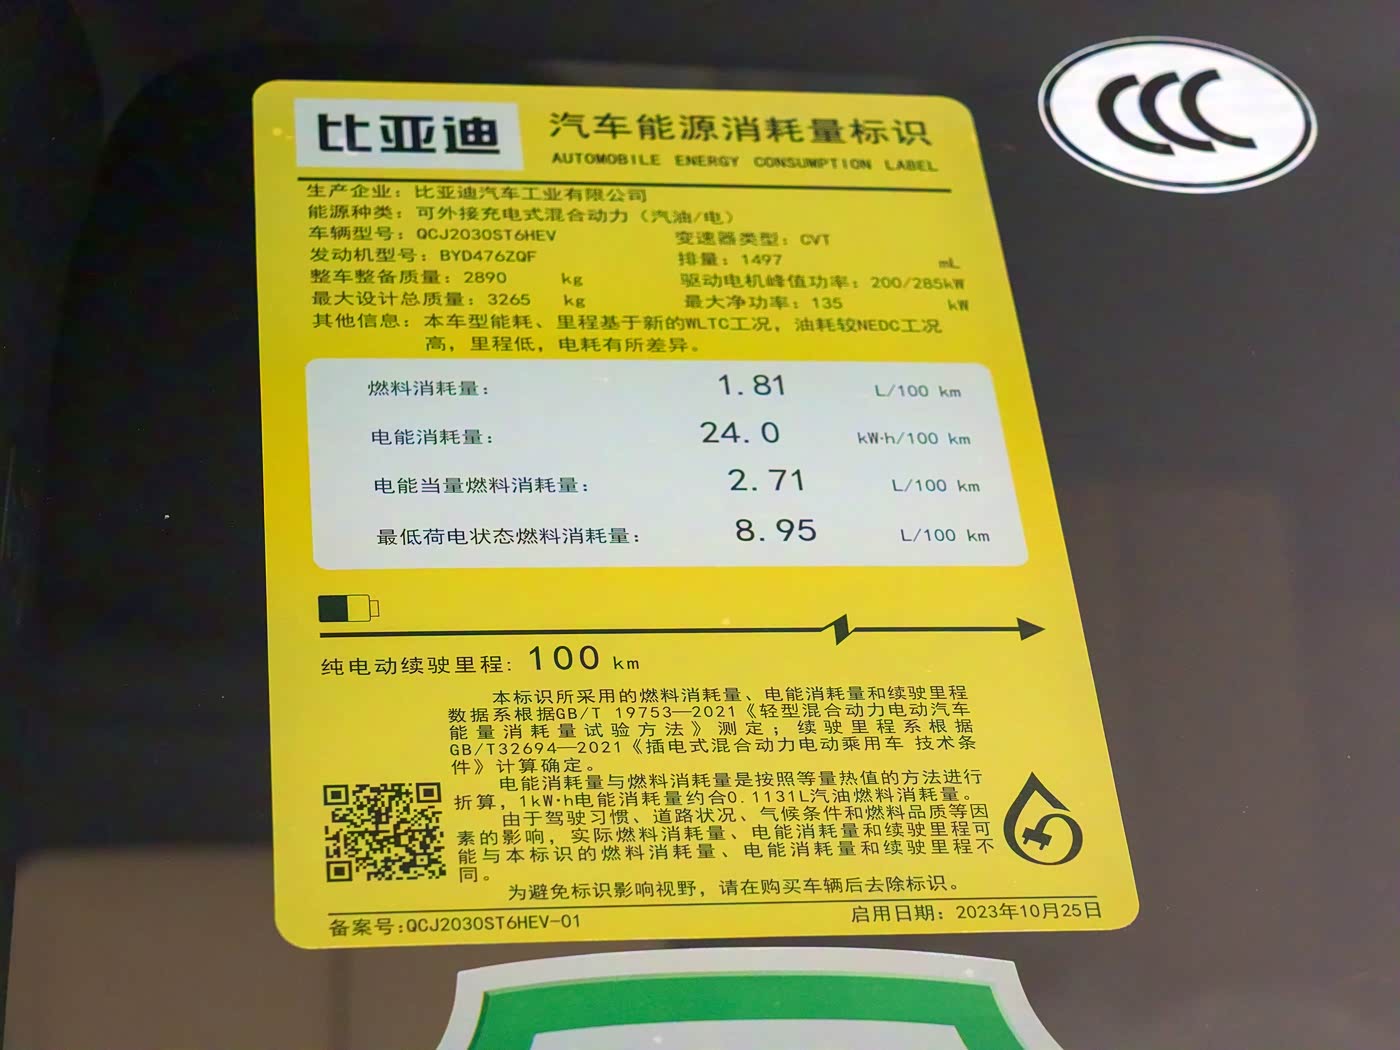 CCC
比亚迪
汽车能源消耗量标识
AUTOMOBILE ENERGY CONSUMPTION LABEL
生产企业：比亚迪汽车工业有限公司
能源种类：可外接充电式混合动力（汽油/电）
车辆型号：QCJ2030ST6HEV 变速器类型：CVT
发动机型号：BYD476ZQF 排量：1497 mL
整车整备质量：2890 kg 驱动电机峰值功率：200/285kW
最大设计总质量：3265 kg 最大净功率：135 kW
其他信息：本车型能耗、里程基于新的WLTC工况，油耗较NEDC工况
高，里程低，电耗有所差异。
燃料消耗量： 1.81 L/100 km
电能消耗量： 24.0 kW·h/100 km
电能当量燃料消耗量： 2.71 L/100 km
最低荷电状态燃料消耗量： 8.95 L/100 km
纯电动续驶里程：100 km
本标识所采用的燃料消耗量、电能消耗量和续驶里程
数据系根据GB/T 19753—2021《轻型混合动力电动汽车
能量消耗量试验方法》测定；续驶里程系根据
GB/T32694—2021《插电式混合动力电动乘用车 技术条
件》计算确定。
电能消耗量与燃料消耗量是按照等量热值的方法进行
折算，1kW·h电能消耗量约合0.1131L汽油燃料消耗量。
由于驾驶习惯、道路状况、气候条件和燃料品质等因
素的影响，实际燃料消耗量、电能消耗量和续驶里程可
能与本标识的燃料消耗量、电能消耗量和续驶里程不
同。
为避免标识影响视野，请在购买车辆后去除标识。
备案号:QCJ2030ST6HEV-01 启用日期：2023年10月25日